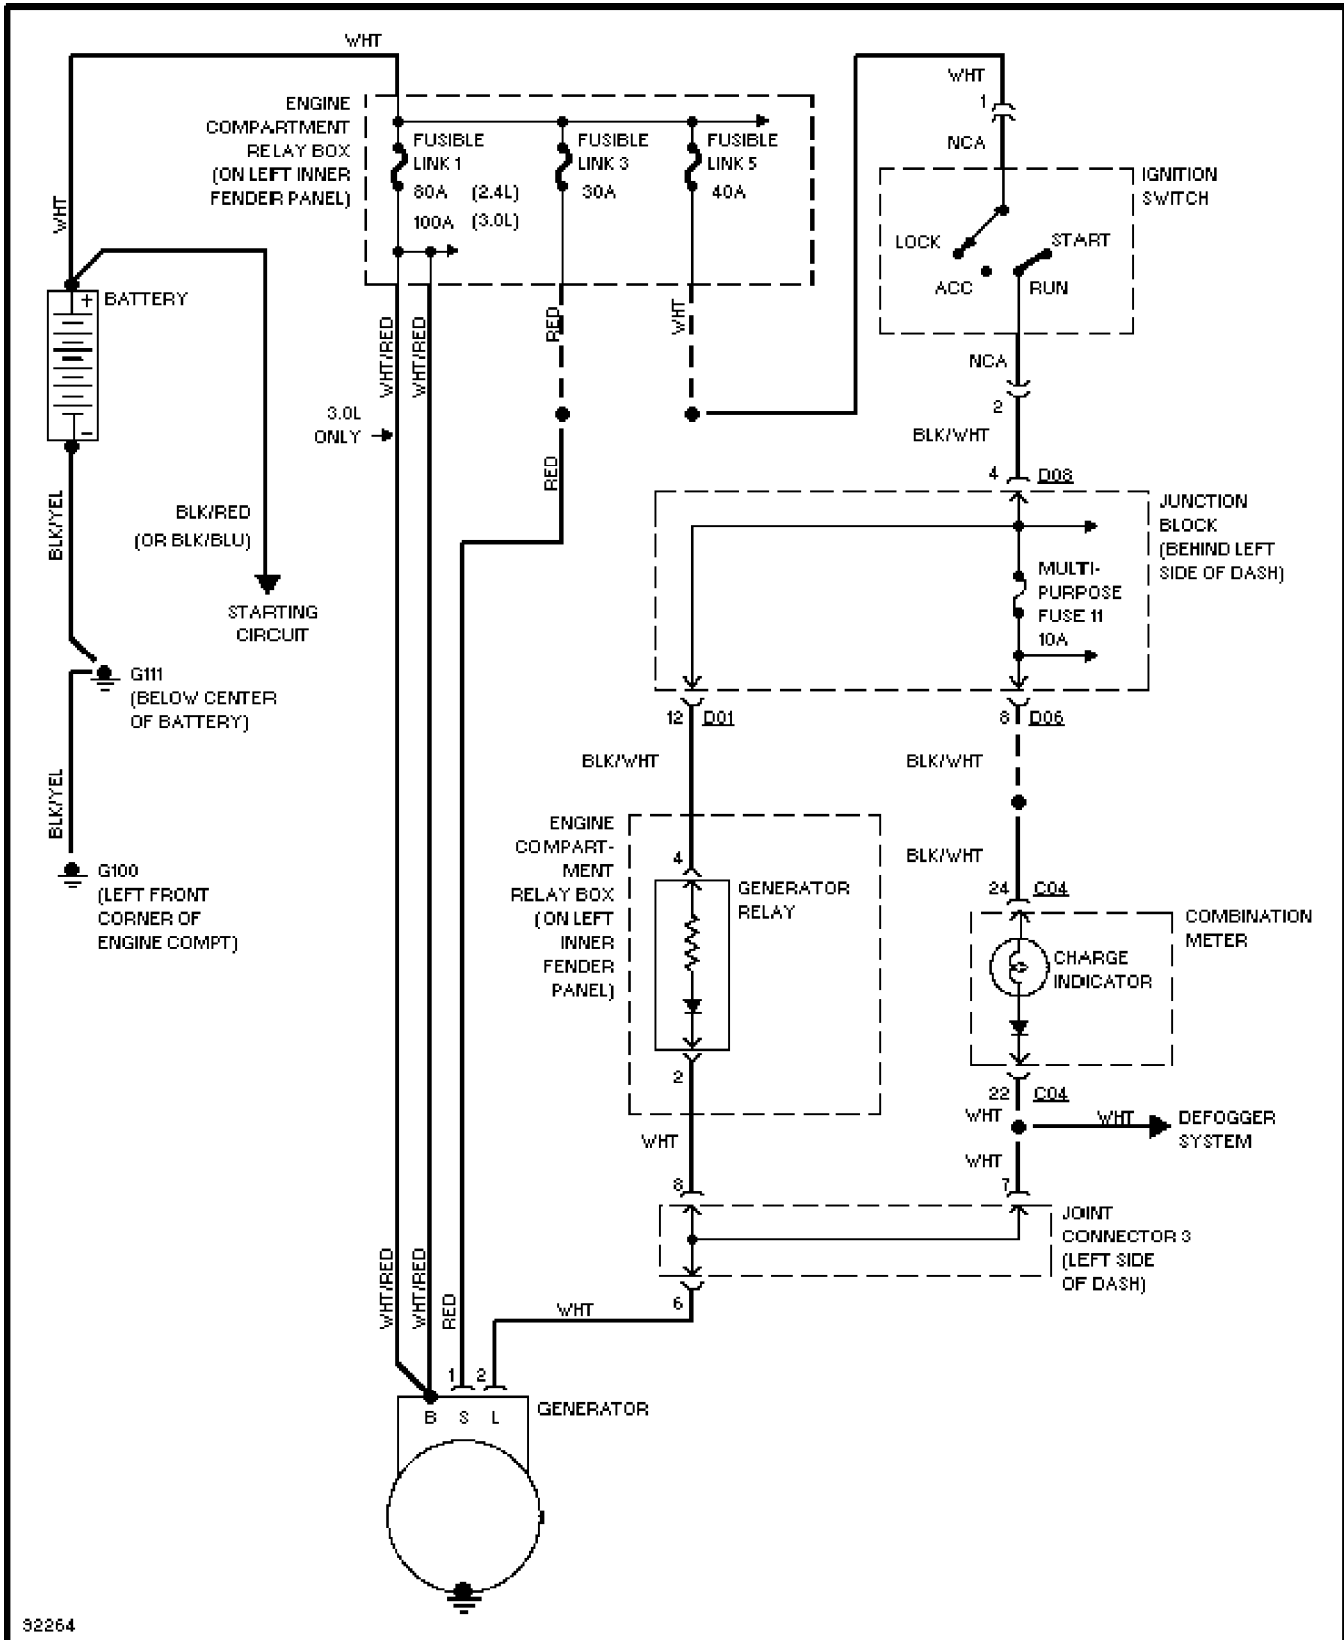 WHT
ENGINE
COMPARTMENT
RELAY BOX
(ON LEFT INNER
FENDER PANEL)
FUSIBLE
LINK 1
80A (2.4L)
100A (3.0L)
FUSIBLE
LINK 3
30A
FUSIBLE
LINK 5
40A
WHT
1
NCA
IGNITION
SWITCH
LOCK
START
ACC
RUN
WHT
+ BATTERY
-
WHT/RED
WHT/RED
RED
WHT
NCA
2
3.0L
ONLY
BLK/WHT
RED
4 D08
BLK/YEL
BLK/RED
(OR BLK/BLU)
JUNCTION
BLOCK
(BEHIND LEFT
SIDE OF DASH)
MULTI-
PURPOSE
FUSE 11
10A
STARTING
CIRCUIT
G111
(BELOW CENTER
OF BATTERY)
12 D01
8 D06
BLK/WHT
BLK/WHT
BLK/YEL
ENGINE
COMPART-
MENT
RELAY BOX
(ON LEFT
INNER
FENDER
PANEL)
BLK/WHT
4
G100
(LEFT FRONT
CORNER OF
ENGINE COMPT)
GENERATOR
RELAY
24 C04
COMBINATION
METER
CHARGE
INDICATOR
2
22 C04
WHT
WHT
DEFOGGER
SYSTEM
WHT
WHT
8
7
JOINT
CONNECTOR 3
(LEFT SIDE
OF DASH)
WHT/RED
WHT/RED
RED
WHT
6
1
2
B S L
GENERATOR
92264